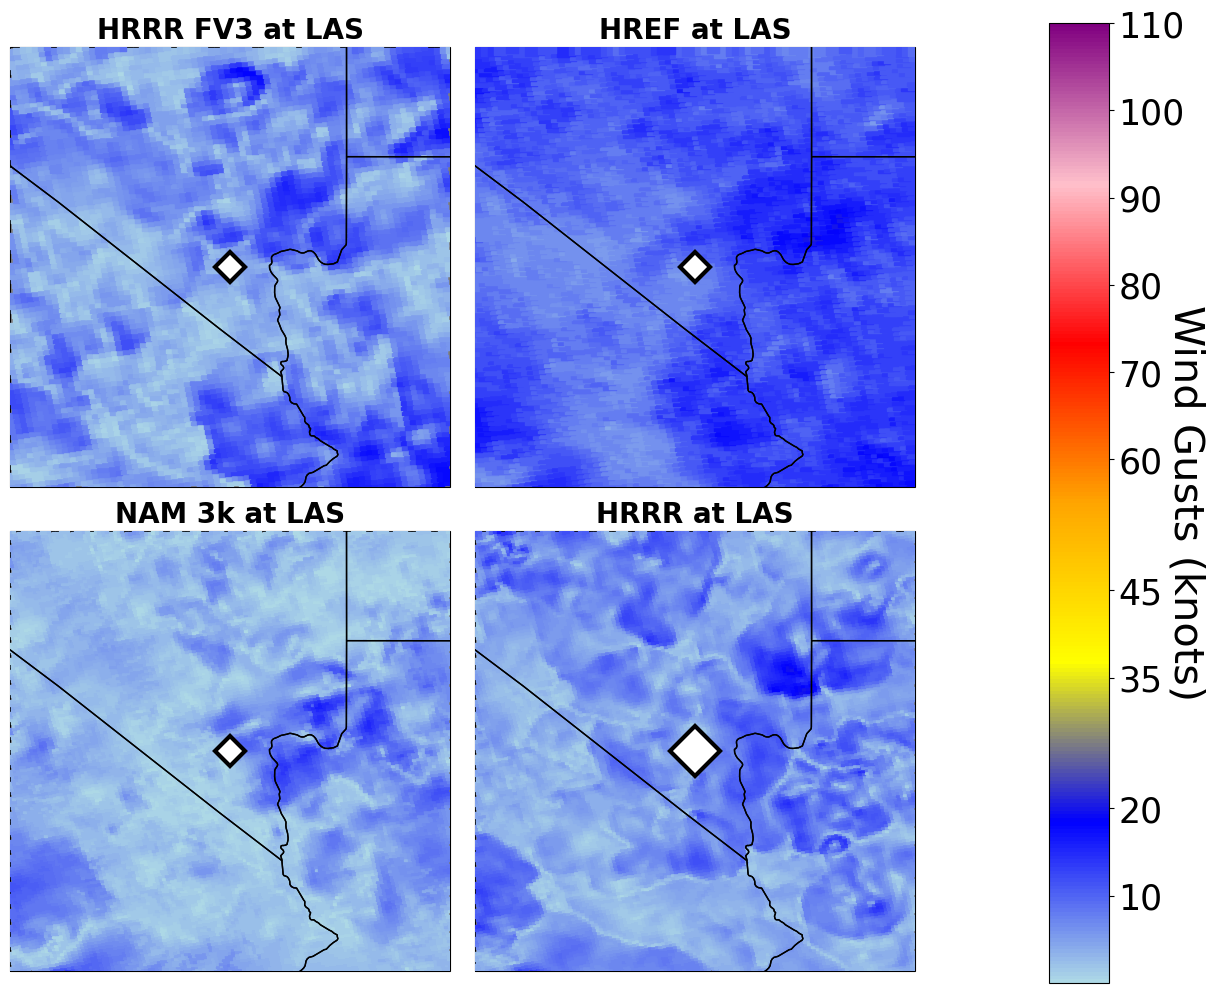 HRRR FV3 at LAS
HREF at LAS
NAM 3k at LAS
HRRR at LAS
110
100
90
80
70
60
45
35
20
10
Wind Gusts (knots)